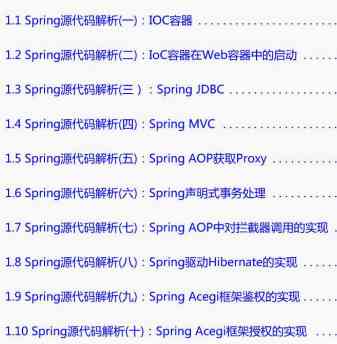 1.1 Spring源代码解析(一)：IOC容器 . . . . . . . . . . . . . . . . . .
1.2 Spring源代码解析(二)：IoC容器在Web容器中的启动 . . . . .
1.3 Spring源代码解析(三 )：Spring JDBC . . . . . . . . . . . . . .
1.4 Spring源代码解析(四)：Spring MVC . . . . . . . . . . . . . . .
1.5 Spring源代码解析(五)：Spring AOP获取Proxy . . . . . . . . .
1.6 Spring源代码解析(六)：Spring声明式事务处理 . . . . . . . . .
1.7 Spring源代码解析(七)：Spring AOP中对拦截器调用的实现 .
1.8 Spring源代码解析(八)：Spring驱动Hibernate的实现 . . . . .
1.9 Spring源代码解析(九)：Spring Acegi框架鉴权的实现 . . . . .
1.10 Spring源代码解析(十)：Spring Acegi框架授权的实现 . . . .